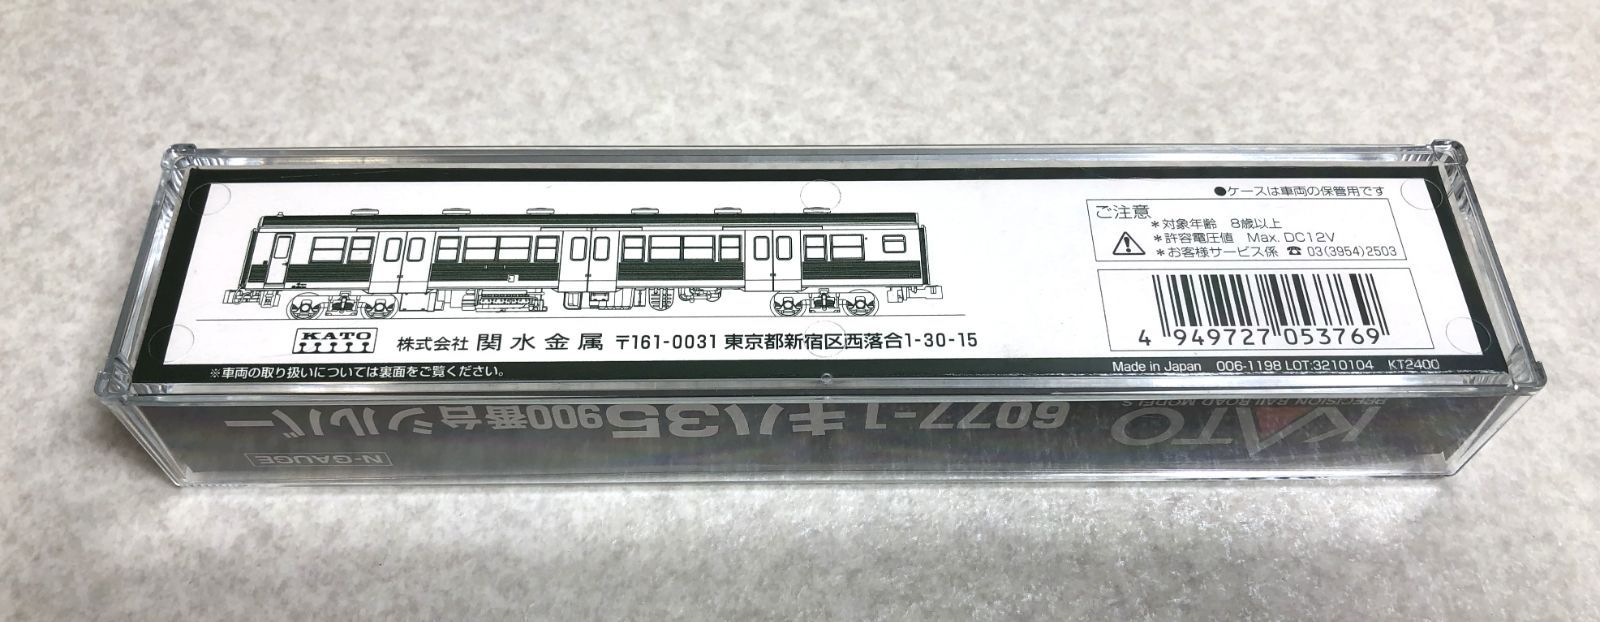 ●ケースは車両の保管用です
ご注意
＊対象年齢 8歳以上
＊許容電圧値 Max. DC12V
＊お客様サービス係 ☎ 03(3954)2503
4 949727 053769
KATO
株式会社 関水金属 〒161-0031 東京都新宿区西落合1-30-15
※車両の取り扱いについては裏面をご覧ください。
Made in Japan 006-1198 LOT:3210104 KT2400
KATO
PRECISION RAILROAD MODELS
6077-1 キハ35 900番台 シルバー
N-GAUGE